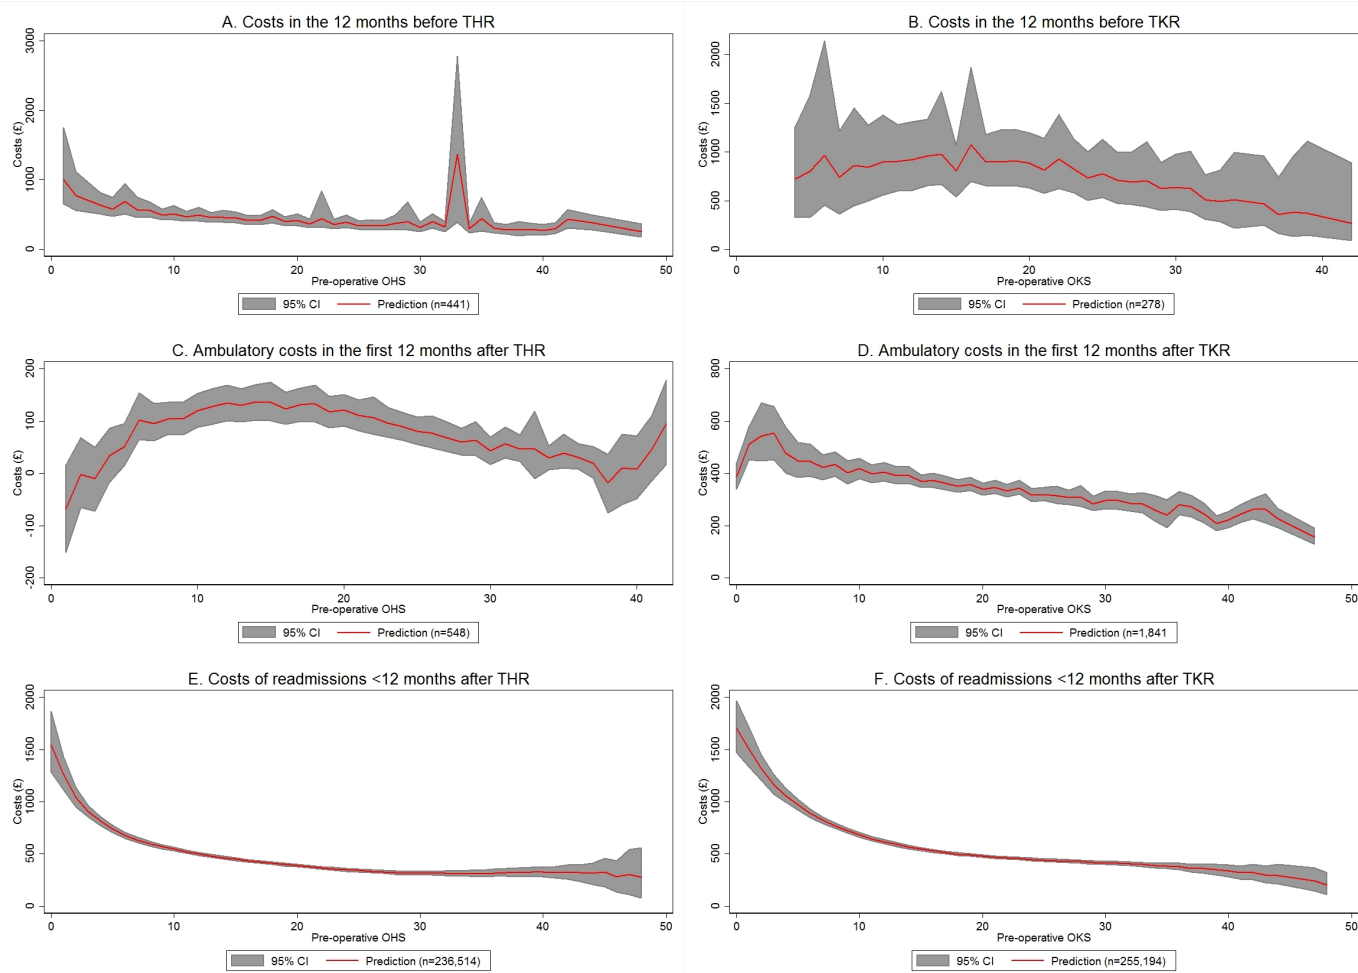 A. Costs in the 12 months before THR
Costs (£)
3000
2000
1000
0
0 10 20 30 40 50
Pre-operative OHS
95% CI Prediction (n=441)
B. Costs in the 12 months before TKR
Costs (£)
2000
1500
1000
500
0
0 10 20 30 40
Pre-operative OKS
95% CI Prediction (n=278)
C. Ambulatory costs in the first 12 months after THR
Costs (£)
200
100
0
-100
-200
0 10 20 30 40
Pre-operative OHS
95% CI Prediction (n=548)
D. Ambulatory costs in the first 12 months after TKR
Costs (£)
800
600
400
200
0
0 10 20 30 40 50
Pre-operative OKS
95% CI Prediction (n=1,841
E. Costs of readmissions <12 months after THR
Costs (£)
2000
1500
1000
500
0
0 10 20 30 40 50
Pre-operative OHS
95% CI Prediction (n=236,514)
F. Costs of readmissions <12 months after TKR
Costs (£)
2000
1500
1000
500
0
0 10 20 30 40 50
Pre-operative OKS
95% CI Prediction (n=255,194)